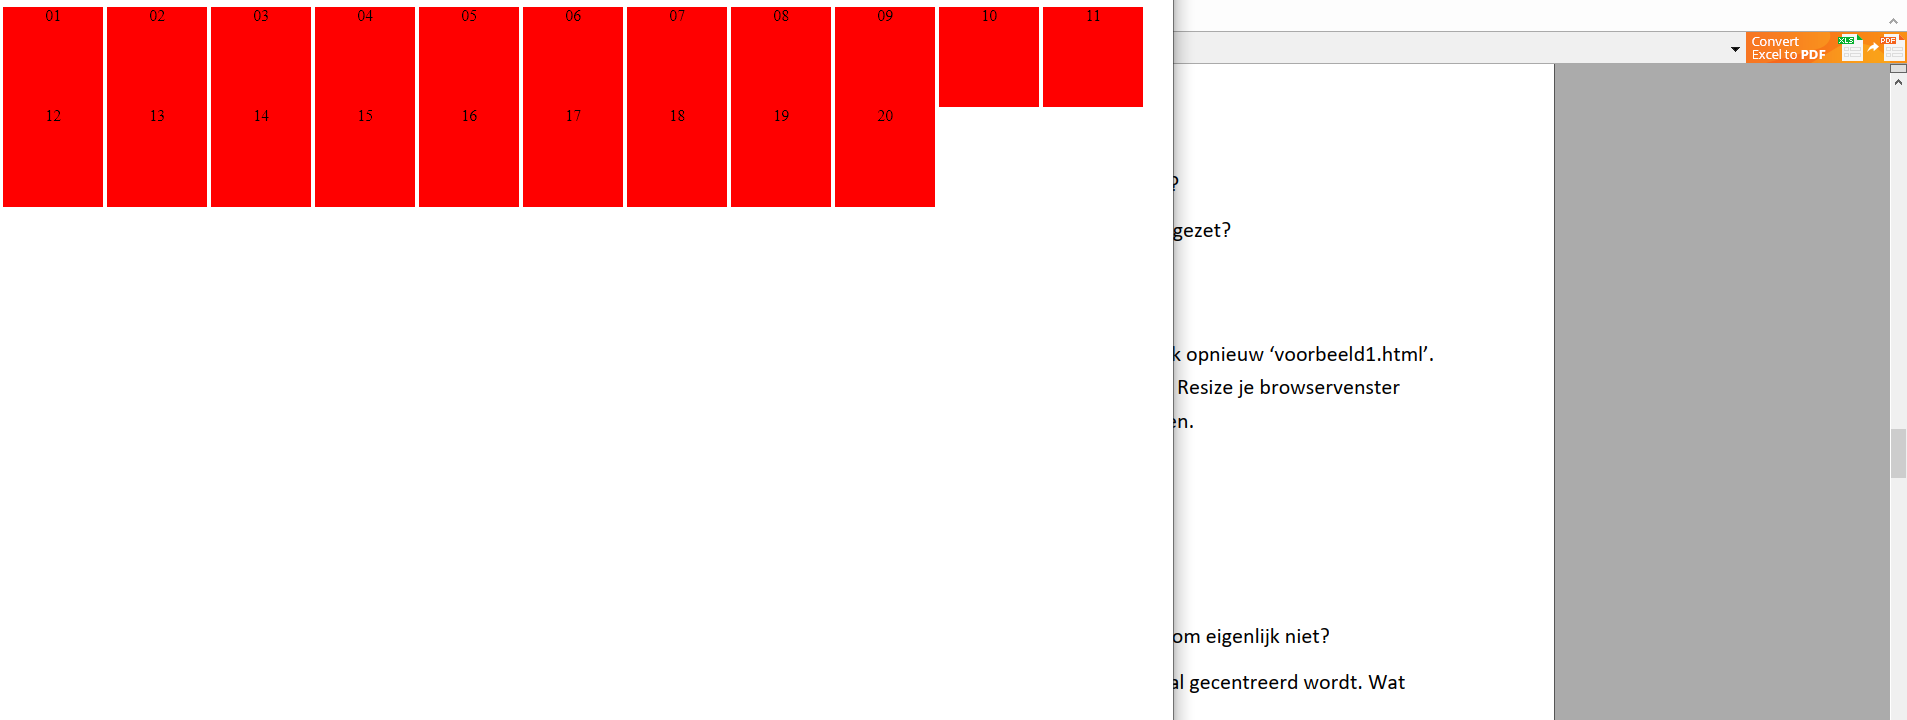 01 02 03 04 05 06 07 08 09 10 11
12 13 14 15 16 17 18 19 20
Convert
Excel to PDF
XLS
PDF
?
gezet?
k opnieuw ‘voorbeeld1.html’.
Resize je browservenster
en.
om eigenlijk niet?
al gecentreerd wordt. Wat